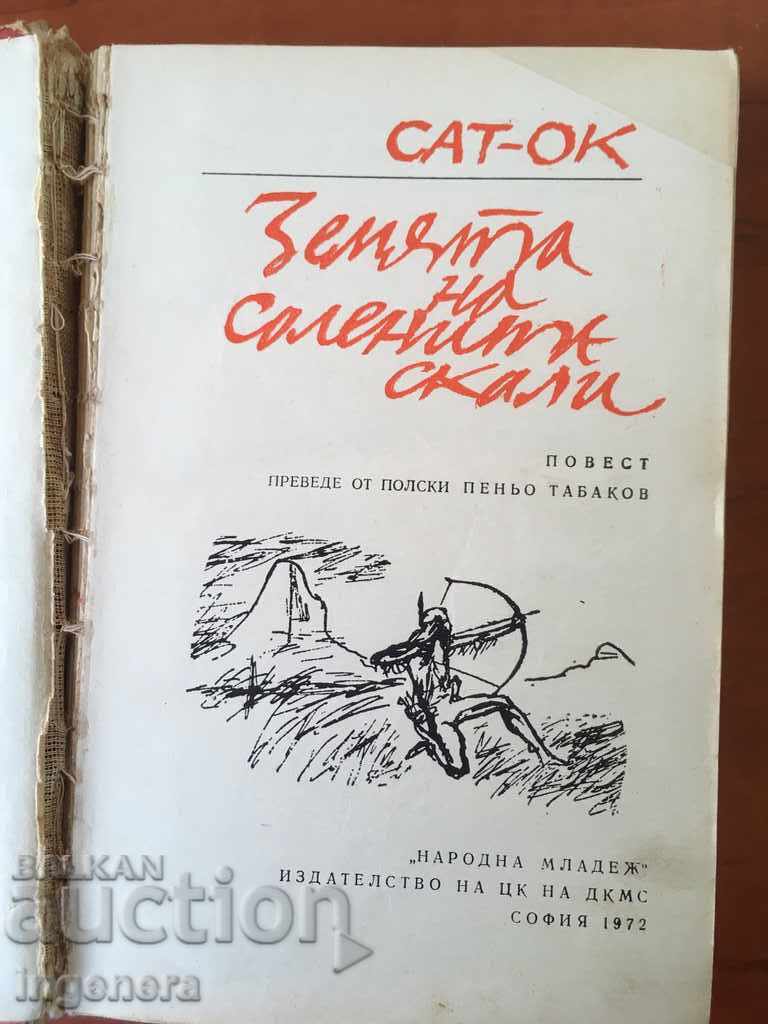 САТ-ОК
Земята
на
Солените
скали
ПОВЕСТ
ПРЕВЕДЕ ОТ ПОЛСКИ ПЕНЬО ТАБАКОВ
„НАРОДНА МЛАДЕЖ"
ИЗДАТЕЛСТВО НА ЦК НА ДКМС
СОФИЯ 1972
BALKAN
auction
ingenera